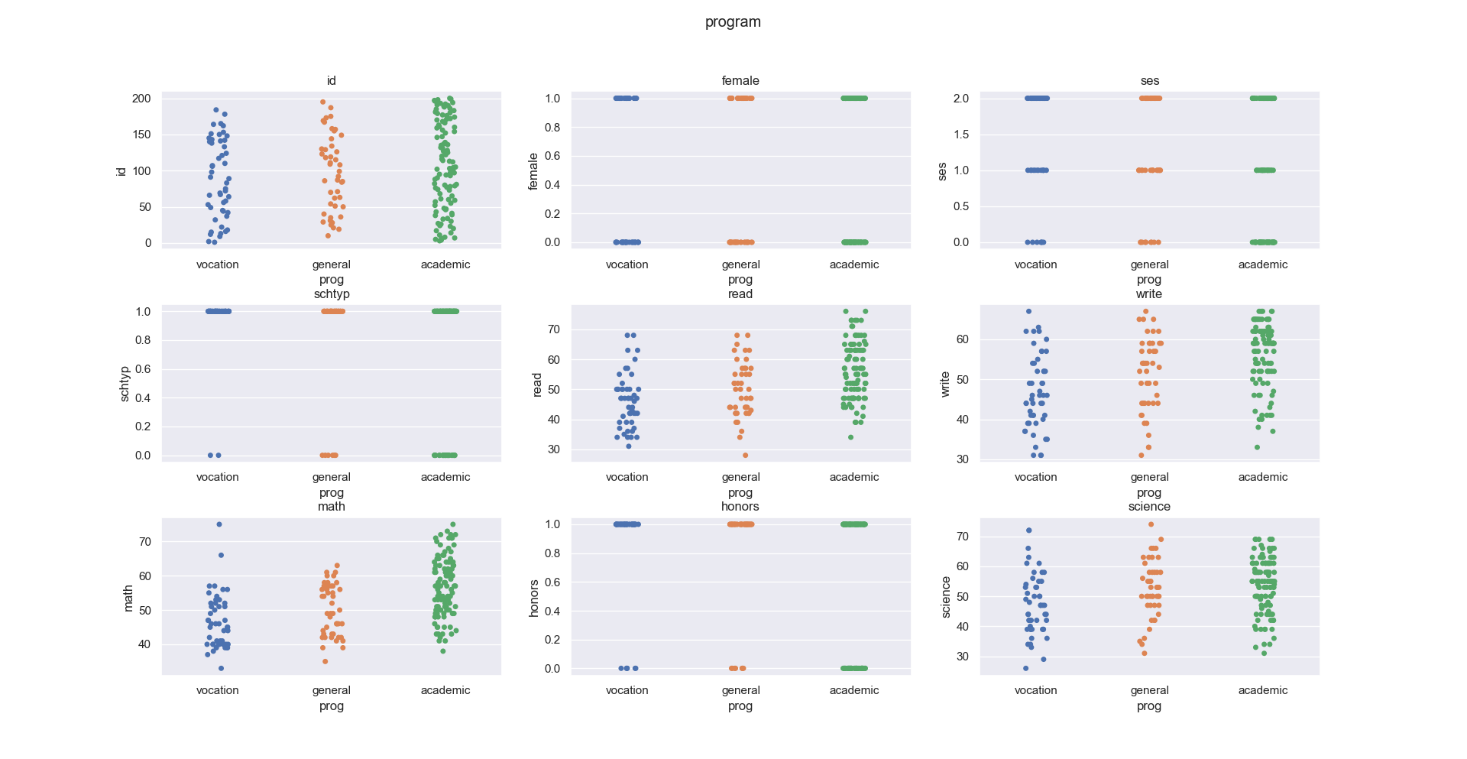 program
id
female
ses
200
150
100
50
0
id
vocation
general
academic
prog
1.0
0.8
0.6
0.4
0.2
0.0
female
vocation
general
academic
prog
2.0
1.5
1.0
0.5
0.0
ses
vocation
general
academic
prog
schtyp
read
write
1.0
0.8
0.6
0.4
0.2
0.0
schtyp
vocation
general
academic
prog
70
60
50
40
30
read
vocation
general
academic
prog
60
50
40
30
write
vocation
general
academic
prog
math
honors
science
70
60
50
40
math
vocation
general
academic
prog
1.0
0.8
0.6
0.4
0.2
0.0
honors
vocation
general
academic
prog
70
60
50
40
30
science
vocation
general
academic
prog